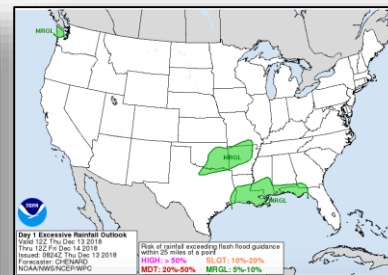 MRGL
MRGL
MRGL
NOAA
Day 1 Excessive Rainfall Outlook
Valid 12Z Thu Dec 13 2018
Thru 12Z Fri Dec 14 2018
Issued: 0824Z Thu Dec 13 2018
Forecaster: CHENARD
NOAA/NWS/NCEP/WPC
Risk of rainfall exceeding flash flood guidance
within 25 miles of a point
HIGH: > 50% SLGT: 10%-20%
MDT: 20%-50% MRGL: 5%-10%